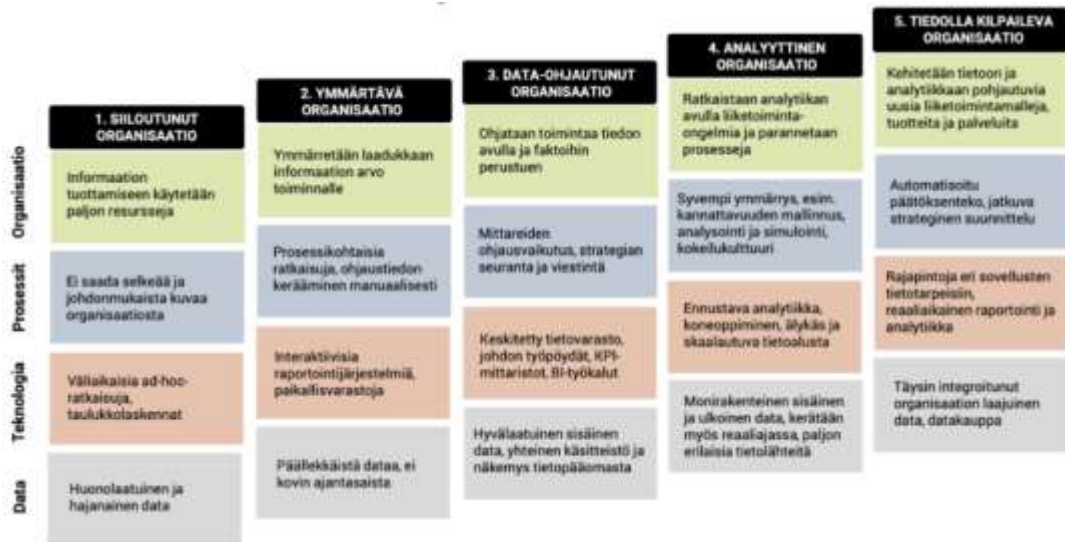 1. SIILOUTUNUT
ORGANISAATIO
Informaation
tuottamiseen käytetään
paljon resursseja
Ei saada selkeää ja
johdonmukaista kuvaa
organisaatiosta
Väliaikaisia ad-hoc-
ratkaisuja,
taulukkolaskennat
Huonolaatuinen ja
hajanainen data
2. YMMÄRTÄVÄ
ORGANISAATIO
Ymmärretään laadukkaan
informaation arvo
toiminnalle
Prosessikohtaisia
ratkaisuja, ohjaustiedon
kerääminen manuaalisesti
Interaktiivisia
raportointijärjestelmiä,
paikallisvarastoja
Päällekkäistä dataa, ei
kovin ajantasaista
3. DATA-OHJAUTUNUT
ORGANISAATIO
Ohjataan toimintaa tiedon
avulla ja faktoihin
perustuen
Mittareiden
ohjausvaikutus, strategian
seuranta ja viestintä
Keskitetty tietovarasto,
johdon työpöydät, KPI-
mittaristot, BI-työkalut
Hyvälaatuinen sisäinen
data, yhteinen käsitteistö ja
näkemys tietopääomasta
4. ANALYYTTINEN
ORGANISAATIO
Ratkaistaan analytiikan
avulla liiketoiminta-
ongelmia ja parannetaan
prosesseja
Syvempi ymmärrys, esim.
kannattavuuden mallinnus,
analysointi ja simulointi,
kokeilukulttuuri
Ennustava analytiikka,
koneoppiminen, älykäs ja
skaalautuva tietoalusta
Monirakenteinen sisäinen
ja ulkoinen data, kerätään
myös reaaliajassa, paljon
erilaisia tietolähteitä
5. TIEDOLLA KILPAILEVA
ORGANISAATIO
Kehitetään tietoon ja
analytiikkaan pohjautuvia
uusia liiketoimintamalleja,
tuotteita ja palveluita
Automatisoitu
päätöksenteko, jatkuva
strateginen suunnittelu
Rajapintoja eri sovellusten
tietotarpeisiin,
reaaliaikainen raportointi ja
analytiikka
Täysin integroitunut
organisaation laajuinen
data, datakauppa
Organisaatio
Prosessit
Teknologia
Data